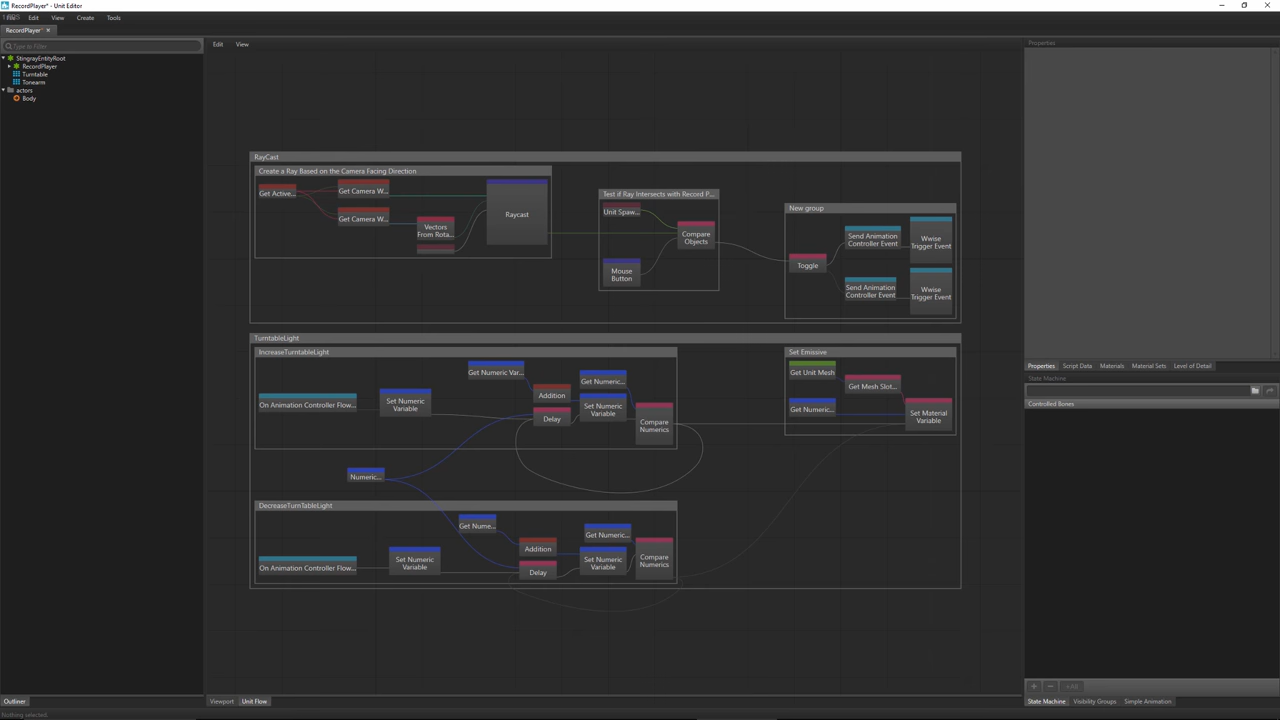 RecordPlayer* - Unit Editor
File Edit View Create Tools
RecordPlayer*
Type to Filter
StingrayEntityRoot
RecordPlayer
Turntable
Tonearm
actors
Body
Outliner
Nothing selected.
Edit View
RayCast
Create a Ray Based on the Camera Facing Direction
Get Active...
Get Camera W...
Get Camera W...
Vectors
From Rota...
Raycast
Test if Ray Intersects with Record P...
Unit Spaw...
Compare
Objects
Mouse
Button
New group
Toggle
Send Animation
Controller Event
Wwise
Trigger Event
Send Animation
Controller Event
Wwise
Trigger Event
TurntableLight
IncreaseTurntableLight
On Animation Controller Flow...
Set Numeric
Variable
Get Numeric Var...
Addition
Delay
Get Numeric...
Set Numeric
Variable
Compare
Numerics
Set Emissive
Get Unit Mesh
Get Mesh Slot...
Get Numeric...
Set Material
Variable
Numeric...
DecreaseTurnTableLight
On Animation Controller Flow...
Set Numeric
Variable
Get Nume...
Addition
Delay
Get Numeric...
Set Numeric
Variable
Compare
Numerics
Viewport Unit Flow
Properties
Properties Script Data Materials Material Sets Level of Detail
State Machine
Controlled Bones
State Machine Visibility Groups Simple Animation